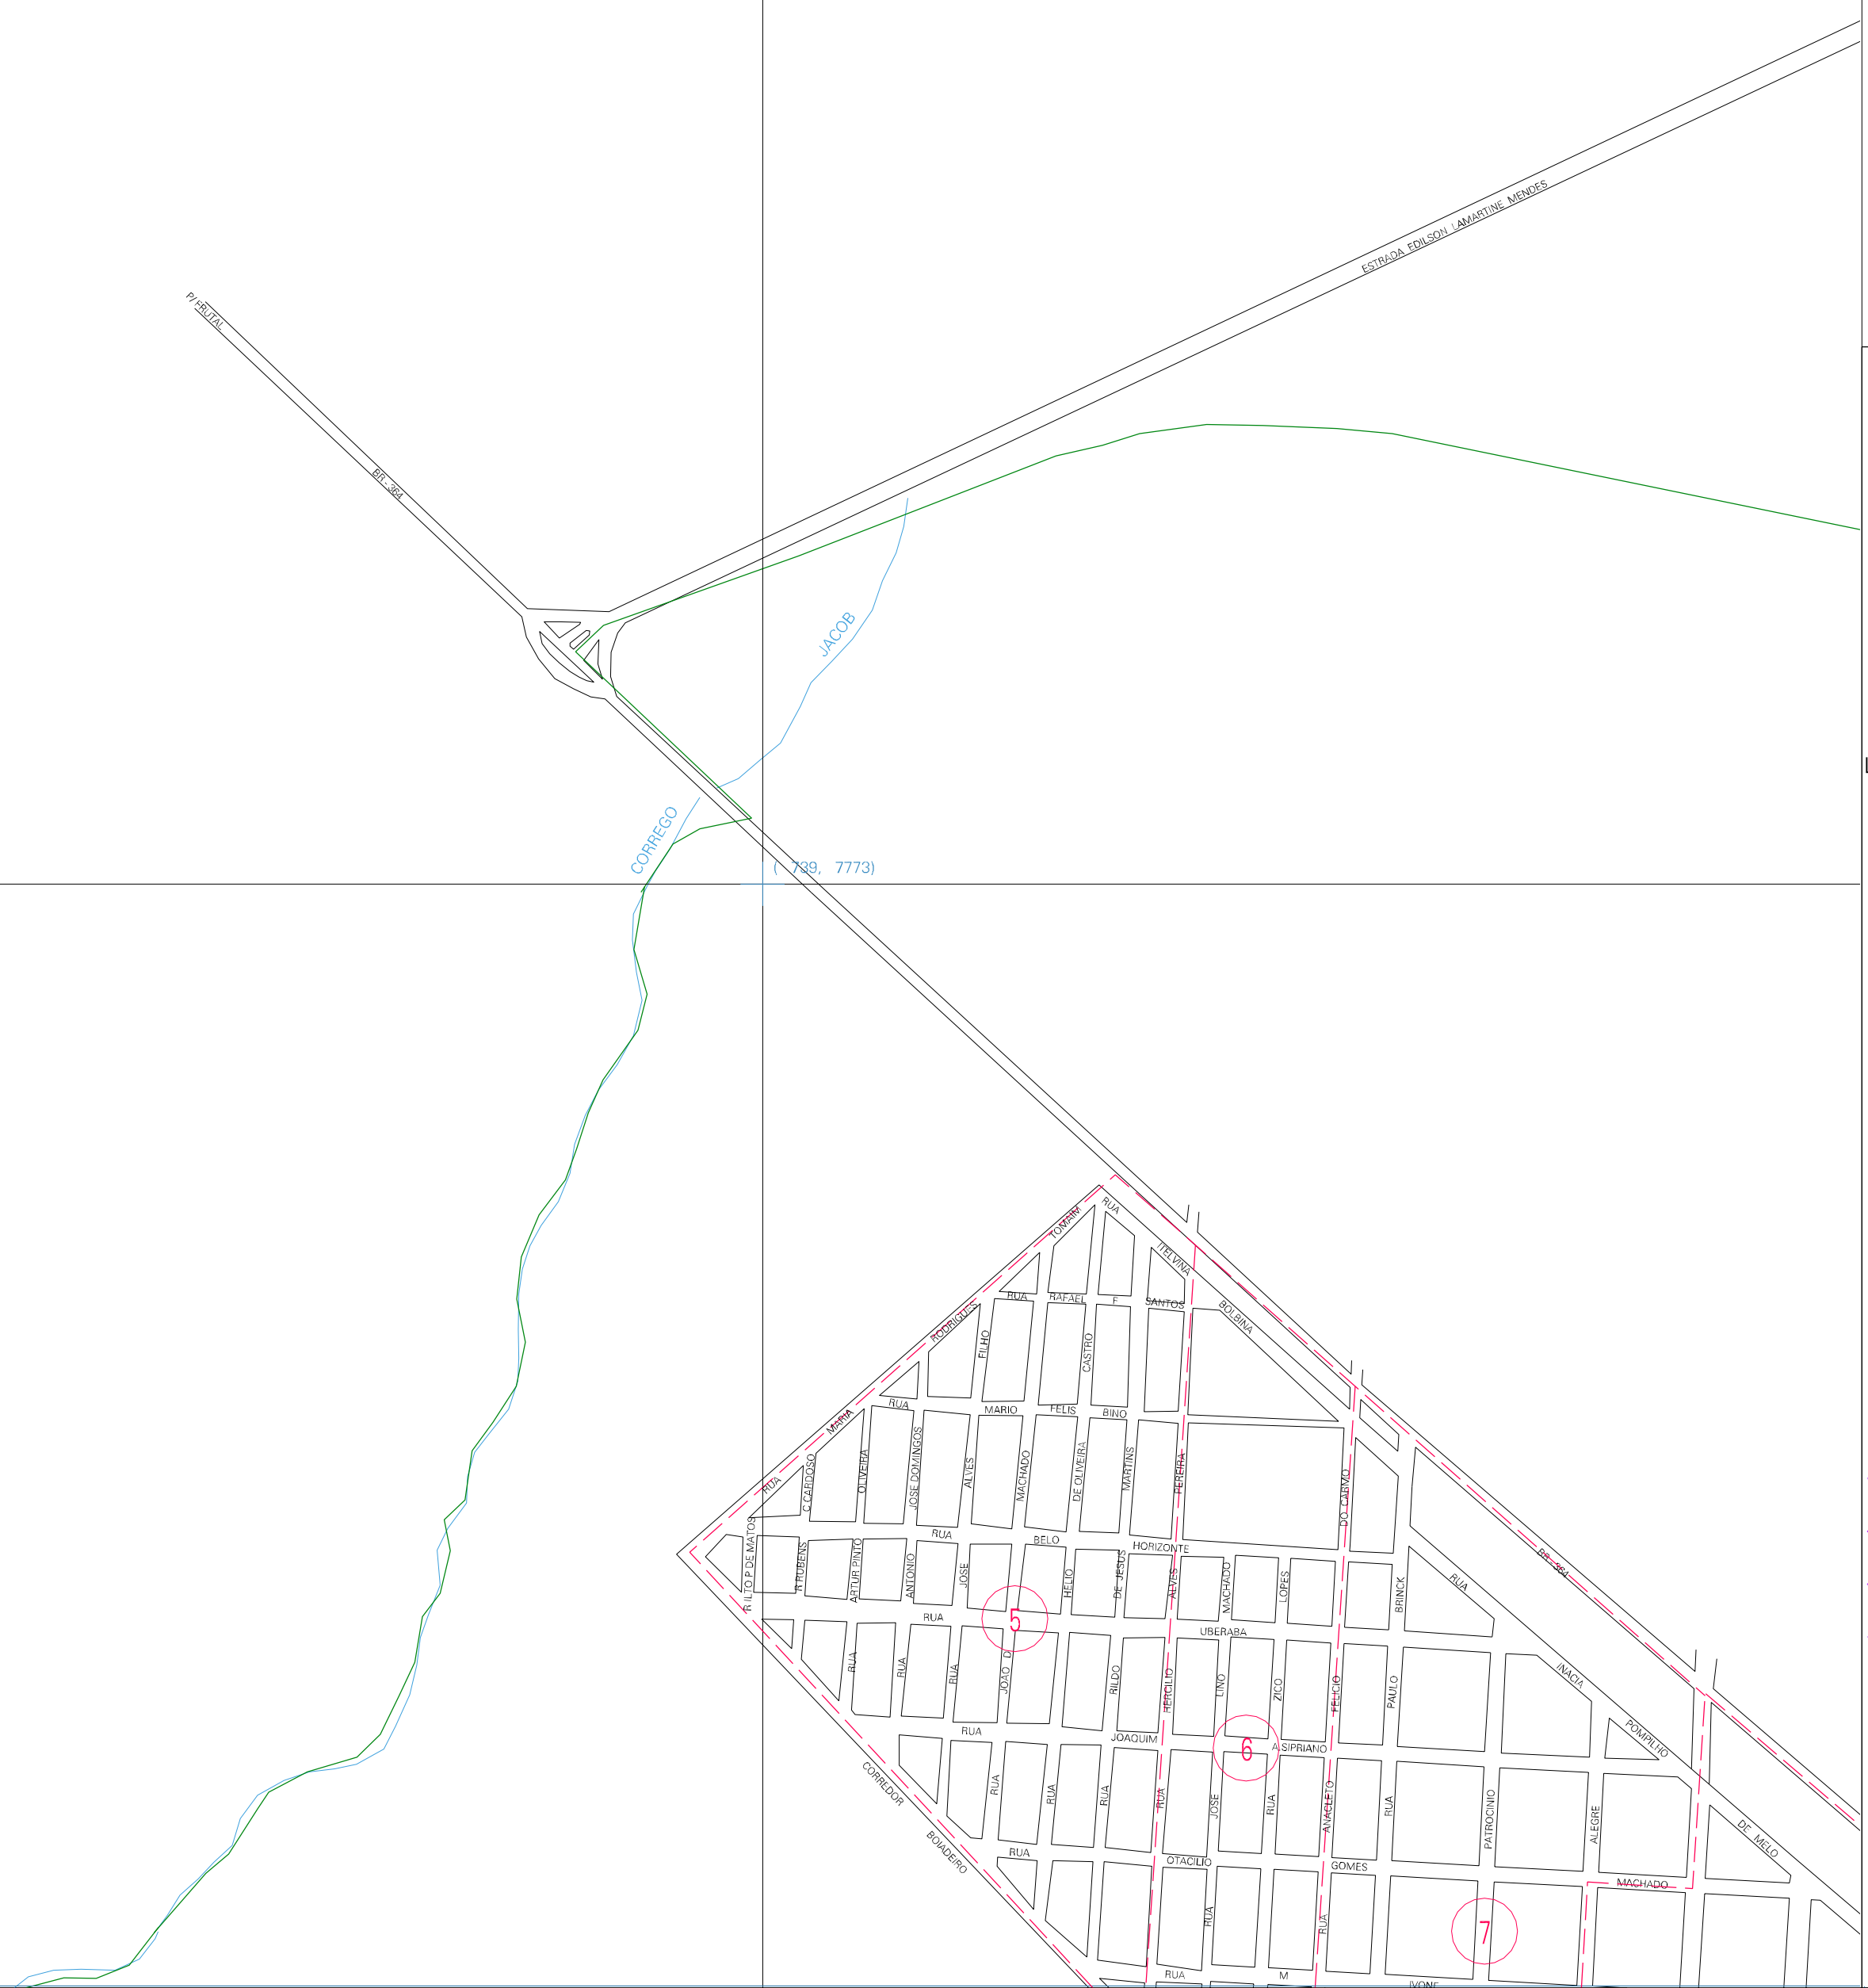 ESTRADA EDILSON LAMARTINE MENDES
P/ FRUTAL
BR - 364
JACOB
CORREGO
( 739, 7773)
RUA ITELVINA BOLBINA
RUA MARIA RODRIGUES TOMAIM
RUA RAFAEL F SANTOS
FILHO
CASTRO
RUA MARIO FELIS BINO
C CARDOSO
OLIVEIRA
JOSE DOMINGOS
ALVES
MACHADO
DE OLIVEIRA
MARTINS
PEREIRA
DO CARMO
RUA BELO HORIZONTE
R ILTO P DE MATOS
R RUBENS
ARTUR PINTO
ANTONIO
JOSE
HELIO
DE JESUS
ALVES
MACHADO
LOPES
BRINCK
BR - 364
RUA INACIA POMPILHO DE MELO
5
RUA UBERABA
RUA
RUA
RUA
JOAO D
RILDO
HERCILIO
LINO
ZICO
FELICIO
PAULO
RUA JOAQUIM A SIPRIANO
6
CORREDOR BOIADEIRO
RUA
RUA
RUA
RUA
JOSE
RUA
ANACLETO
RUA
PATROCINIO
ALEGRE
RUA OTACILIO GOMES MACHADO
7
RUA
RUA
RUA M IVONE
L